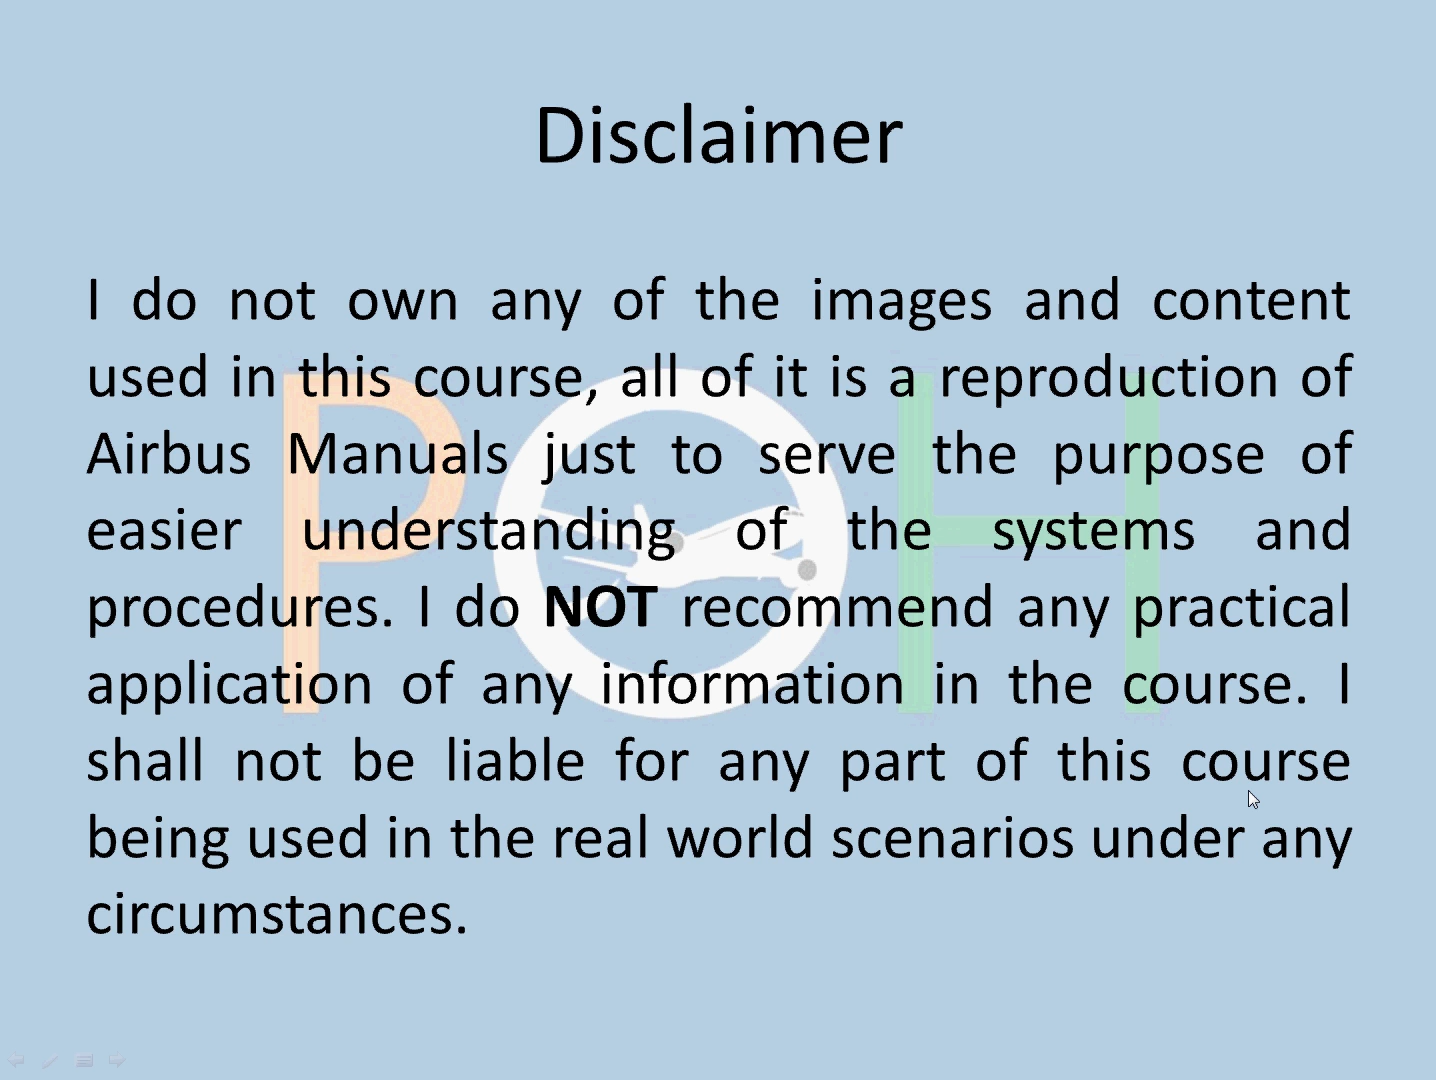 Disclaimer
I do not own any of the images and content
used in this course, all of it is a reproduction of
Airbus Manuals just to serve the purpose of
easier understanding of the systems and
procedures. I do NOT recommend any practical
application of any information in the course. I
shall not be liable for any part of this course
being used in the real world scenarios under any
circumstances.
POH